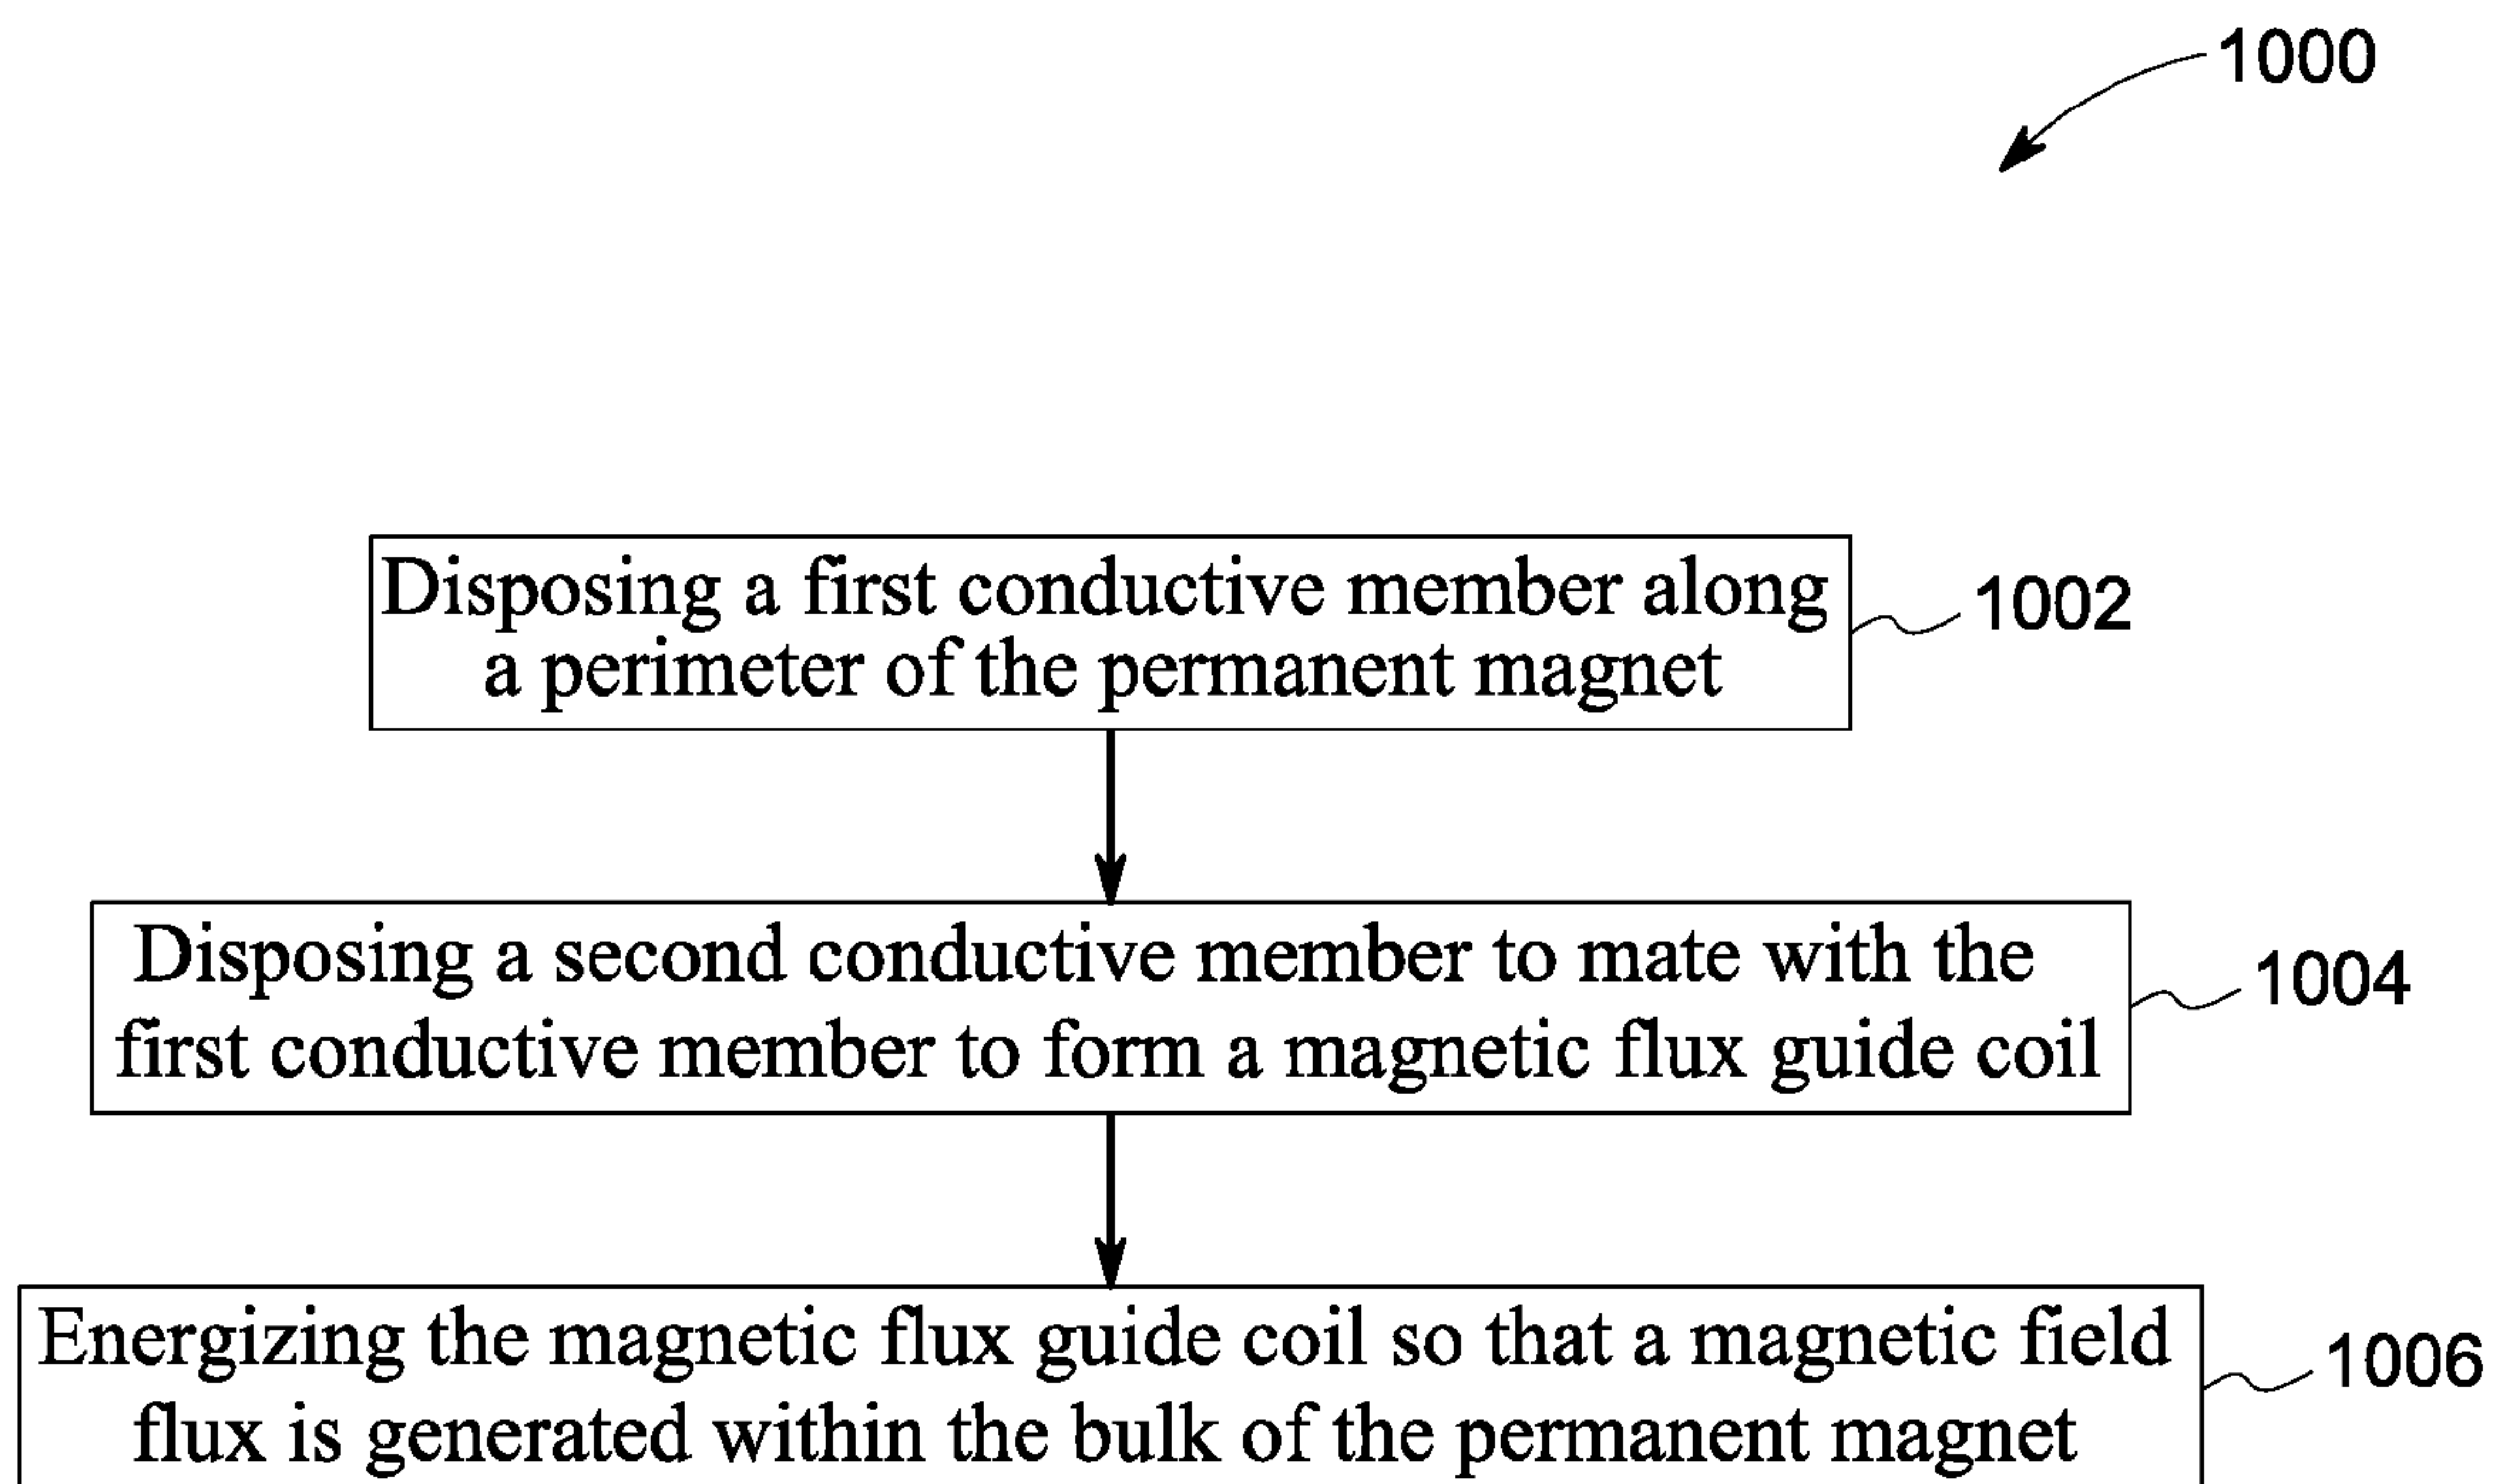 1000
Disposing a first conductive member along
a perimeter of the permanent magnet
1002
Disposing a second conductive member to mate with the
first conductive member to form a magnetic flux guide coil
1004
Energizing the magnetic flux guide coil so that a magnetic field
flux is generated within the bulk of the permanent magnet
1006